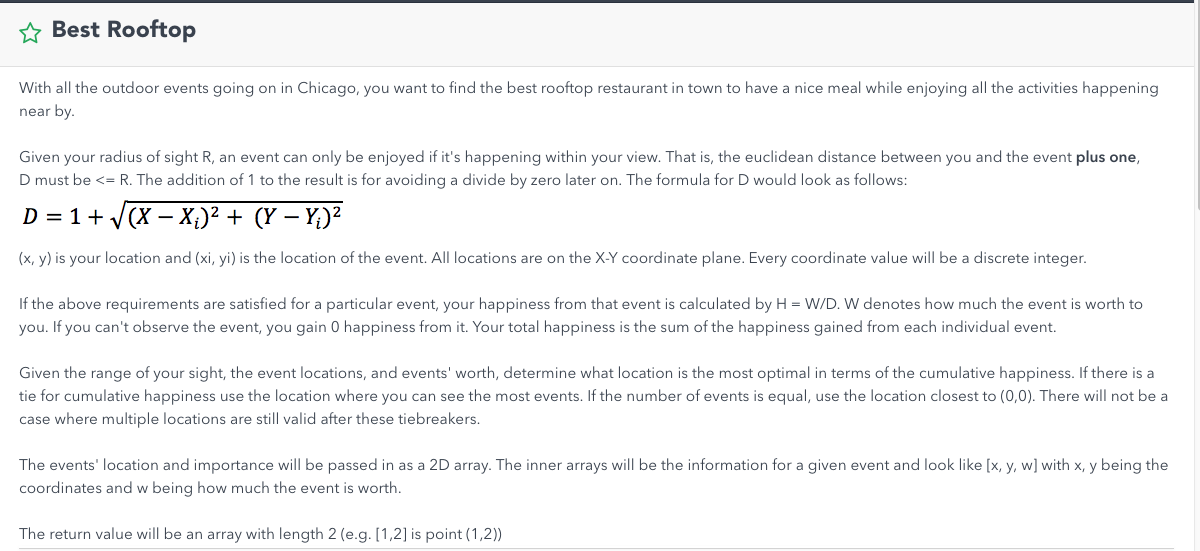 Best Rooftop
With all the outdoor events going on in Chicago, you want to find the best rooftop restaurant in town to have a nice meal while enjoying all the activities happening
near by.
Given your radius of sight R, an event can only be enjoyed if it's happening within your view. That is, the euclidean distance between you and the event plus one,
D must be <= R. The addition of 1 to the result is for avoiding a divide by zero later on. The formula for D would look as follows:
D = 1 + √(X − Xᵢ)² + (Y − Yᵢ)²
(x, y) is your location and (xi, yi) is the location of the event. All locations are on the X-Y coordinate plane. Every coordinate value will be a discrete integer.
If the above requirements are satisfied for a particular event, your happiness from that event is calculated by H = W/D. W denotes how much the event is worth to
you. If you can't observe the event, you gain 0 happiness from it. Your total happiness is the sum of the happiness gained from each individual event.
Given the range of your sight, the event locations, and events' worth, determine what location is the most optimal in terms of the cumulative happiness. If there is a
tie for cumulative happiness use the location where you can see the most events. If the number of events is equal, use the location closest to (0,0). There will not be a
case where multiple locations are still valid after these tiebreakers.
The events' location and importance will be passed in as a 2D array. The inner arrays will be the information for a given event and look like [x, y, w] with x, y being the
coordinates and w being how much the event is worth.
The return value will be an array with length 2 (e.g. [1,2] is point (1,2))